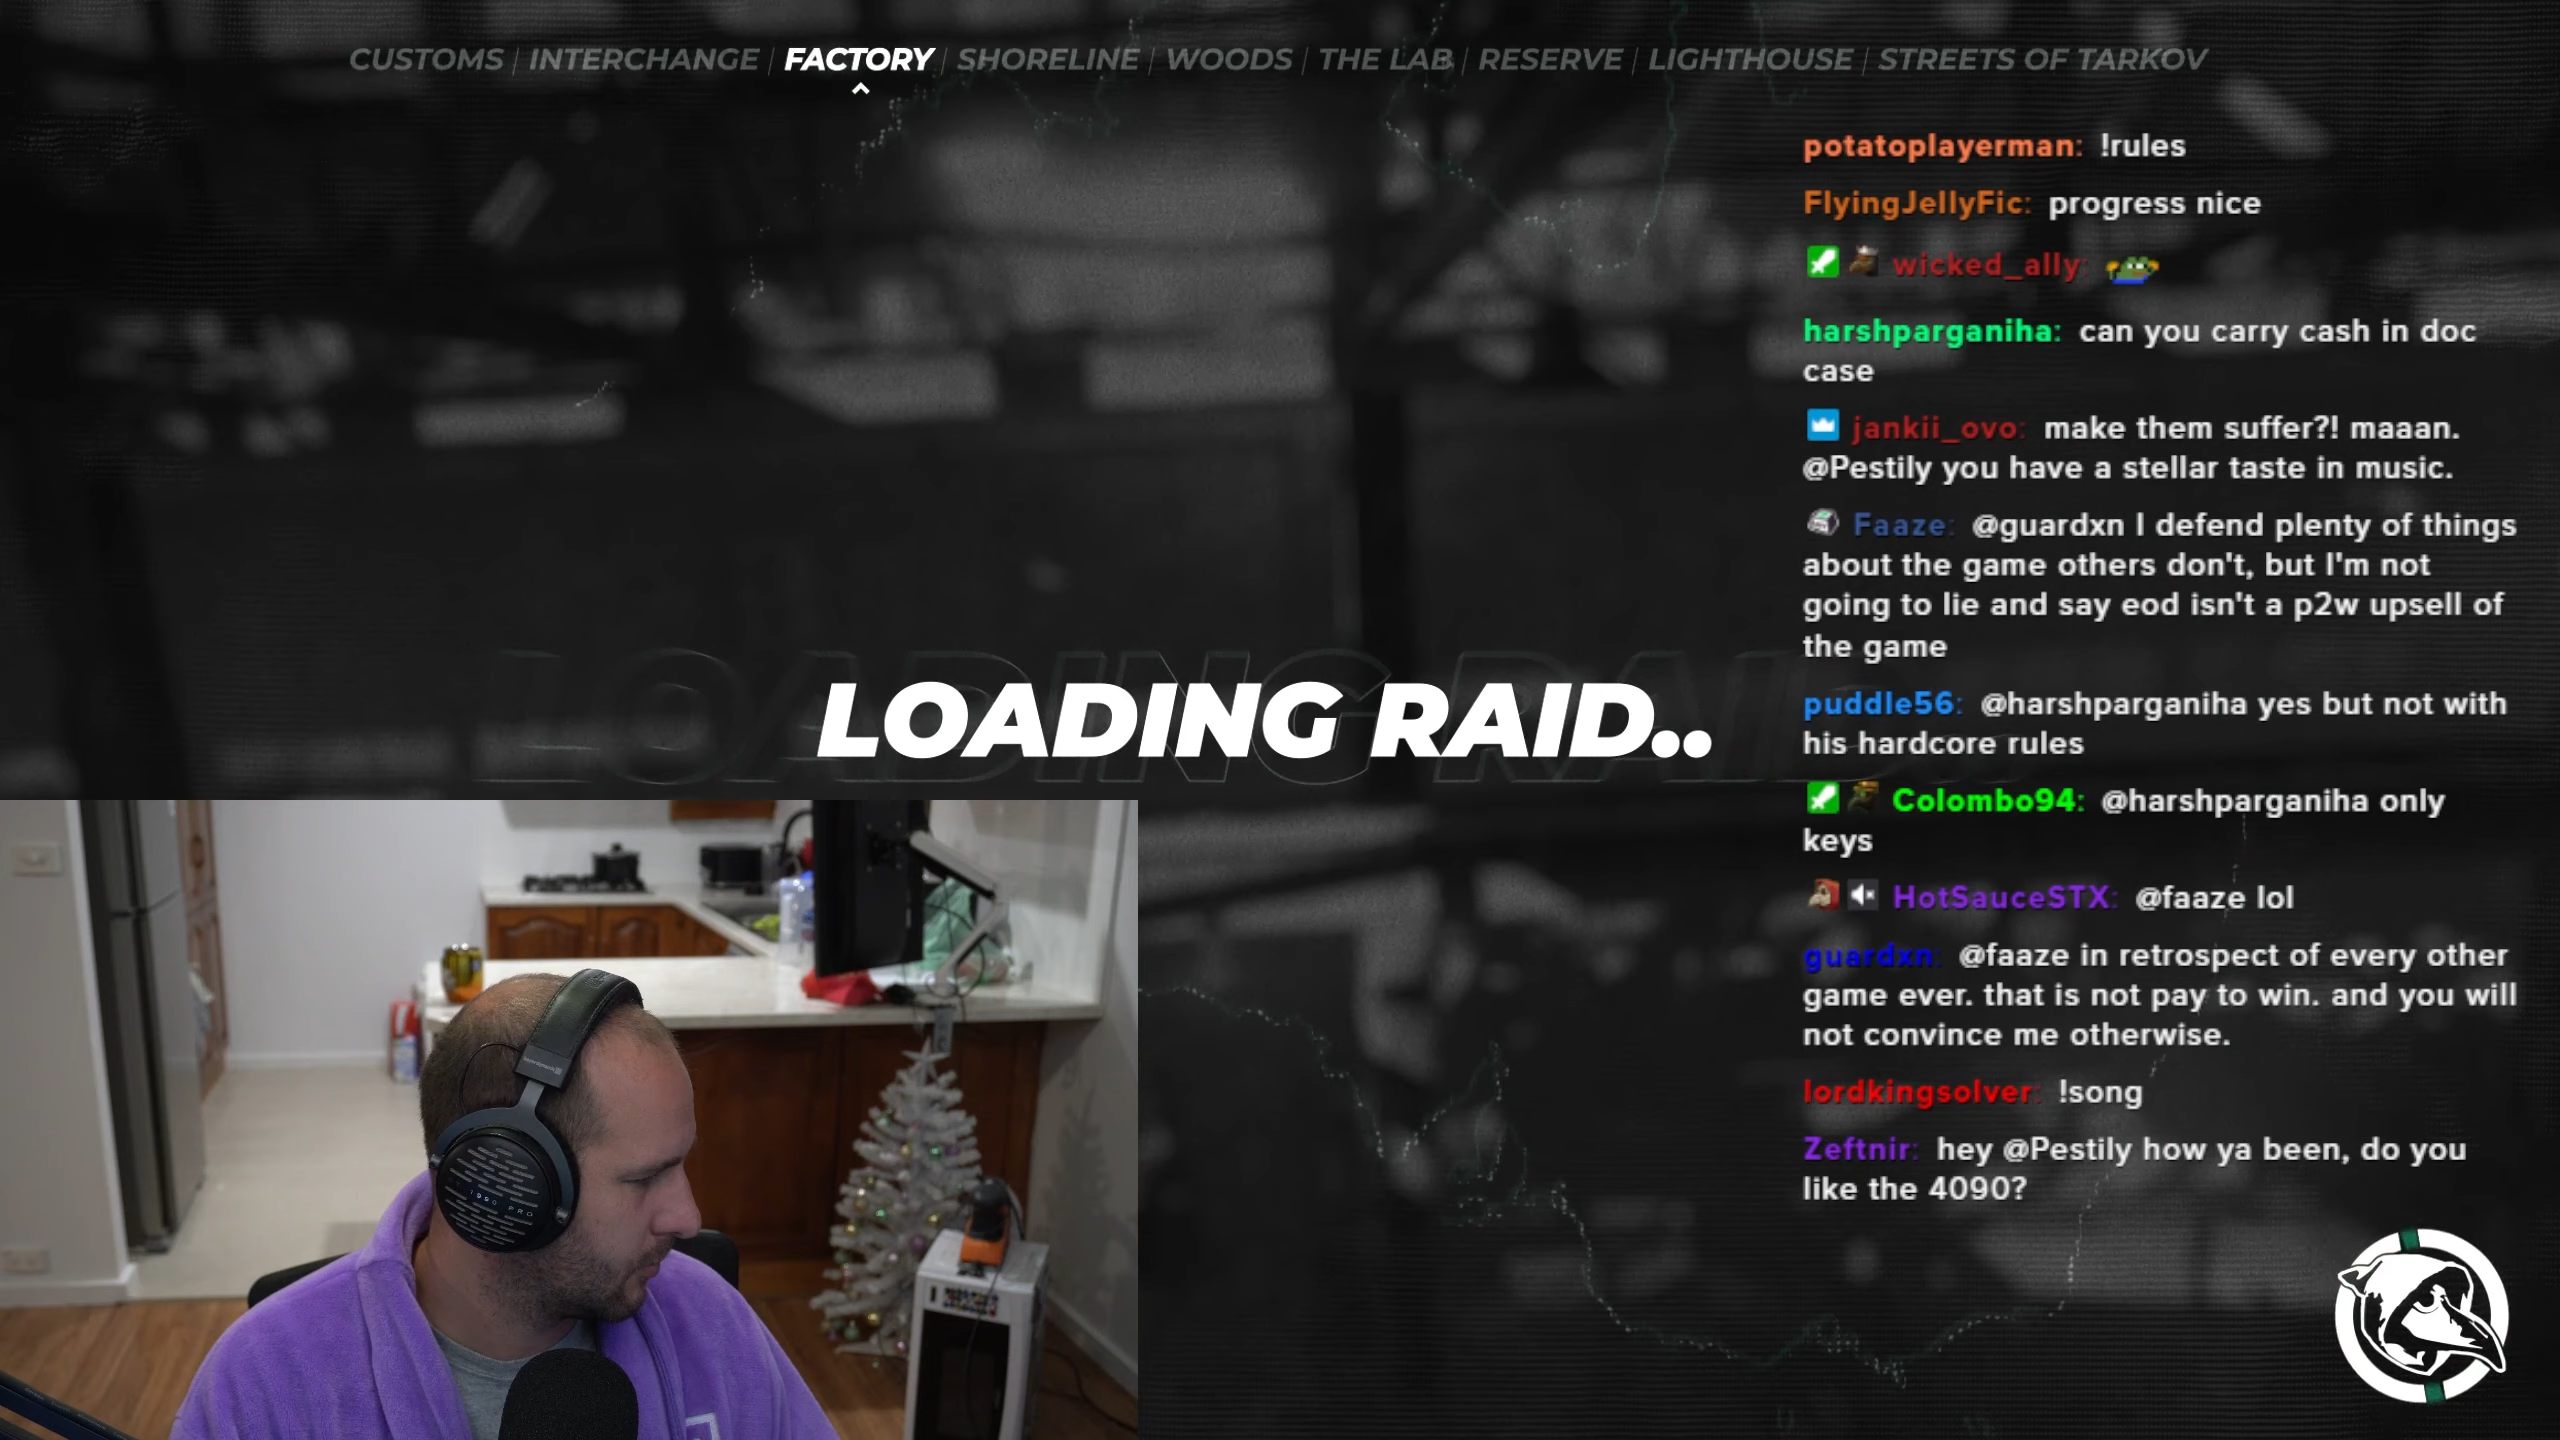 CUSTOMS | INTERCHANGE | FACTORY | SHORELINE | WOODS | THE LAB | RESERVE | LIGHTHOUSE | STREETS OF TARKOV
potatoplayerman: !rules
FlyingJellyFic: progress nice
wicked_ally:
harshparganiha: can you carry cash in doc
case
jankii_ovo: make them suffer?! maaan.
@Pestily you have a stellar taste in music.
Faaze: @guardxn I defend plenty of things
about the game others don't, but I'm not
going to lie and say eod isn't a p2w upsell of
the game
LOADING RAID..
puddle56: @harshparganiha yes but not with
his hardcore rules
Colombo94: @harshparganiha only
keys
HotSauceSTX: @faaze lol
guardxn: @faaze in retrospect of every other
game ever. that is not pay to win. and you will
not convince me otherwise.
lordkingsolver: !song
Zeftnir: hey @Pestily how ya been, do you
like the 4090?
1990 PRO